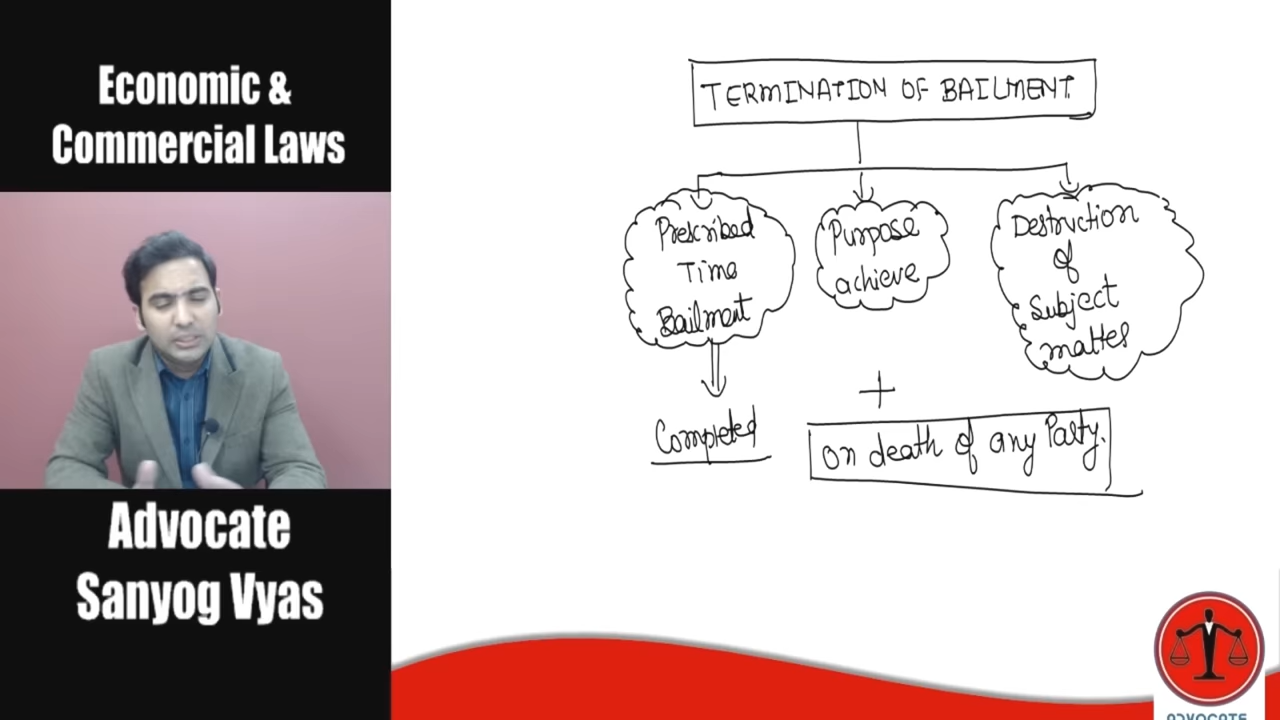 Economic &
Commercial Laws
Advocate
Sanyog Vyas
TERMINATION OF BAILMENT
Prescribed
Time
Bailment
Purpose
achieve
Destruction
of
Subject
matter
Completed
+
on death of any Party.
ADVOCATE